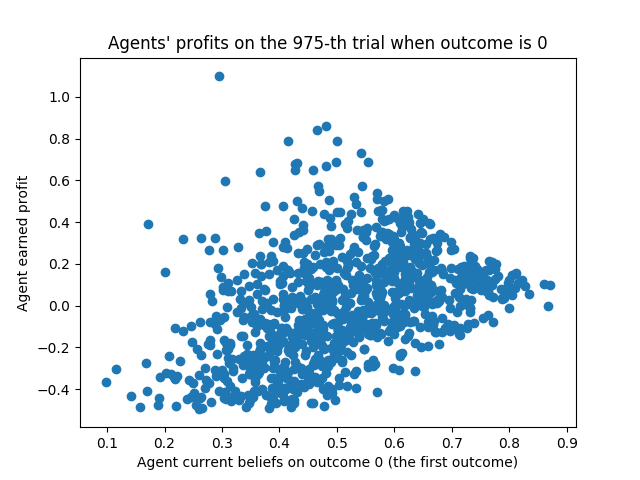 Agents' profits on the 975-th trial when outcome is 0
1.0
0.8
0.6
0.4
0.2
0.0
−0.2
−0.4
Agent earned profit
0.1 0.2 0.3 0.4 0.5 0.6 0.7 0.8 0.9
Agent current beliefs on outcome 0 (the first outcome)